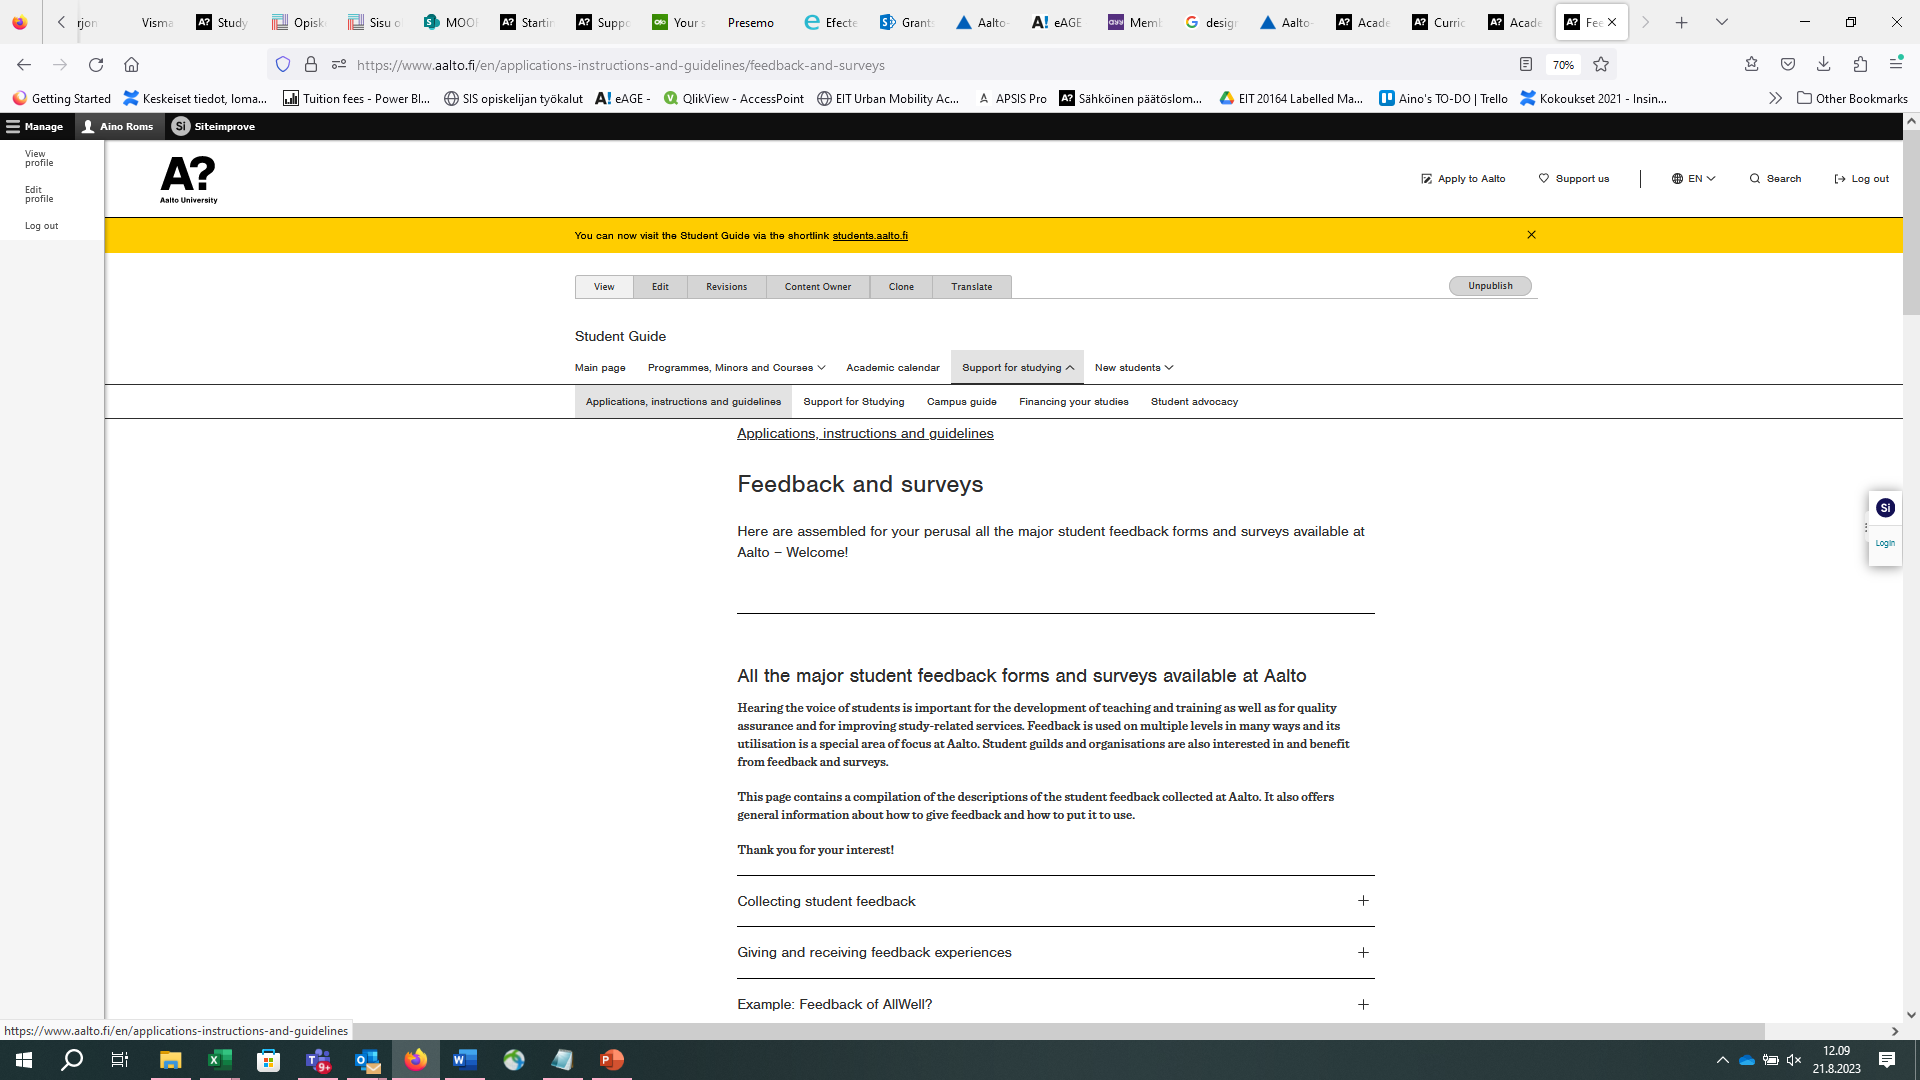 rjon
Visma
A? Study
Opisk
Sisu o
MOOI
A? Startin
A? Suppo
Your s
Presemo
Efecte
Grants
Aalto-
A! eAGE
Memb
design
Aalto-
A? Acade
A? Curric
A? Acade
A? Fee
https://www.aalto.fi/en/applications-instructions-and-guidelines/feedback-and-surveys
70%
Getting Started
Keskeiset tiedot, loma...
Tuition fees - Power BI...
SIS opiskelijan työkalut
A! eAGE -
QlikView - AccessPoint
EIT Urban Mobility Ac...
APSIS Pro
A? Sähköinen päätöslom...
EIT 20164 Labelled Ma...
Aino's TO-DO | Trello
Kokoukset 2021 - Insin...
Other Bookmarks
Manage
Aino Roms
Si Siteimprove
View profile
Edit profile
Log out
A?
Aalto University
Apply to Aalto
Support us
EN
Search
Log out
You can now visit the Student Guide via the shortlink students.aalto.fi
View
Edit
Revisions
Content Owner
Clone
Translate
Unpublish
Student Guide
Main page
Programmes, Minors and Courses
Academic calendar
Support for studying
New students
Applications, instructions and guidelines
Support for Studying
Campus guide
Financing your studies
Student advocacy
Applications, instructions and guidelines
Feedback and surveys
Here are assembled for your perusal all the major student feedback forms and surveys available at
Aalto – Welcome!
Si
Login
All the major student feedback forms and surveys available at Aalto
Hearing the voice of students is important for the development of teaching and training as well as for quality
assurance and for improving study-related services. Feedback is used on multiple levels in many ways and its
utilisation is a special area of focus at Aalto. Student guilds and organisations are also interested in and benefit
from feedback and surveys.
This page contains a compilation of the descriptions of the student feedback collected at Aalto. It also offers
general information about how to give feedback and how to put it to use.
Thank you for your interest!
Collecting student feedback
Giving and receiving feedback experiences
Example: Feedback of AllWell?
https://www.aalto.fi/en/applications-instructions-and-guidelines
9+
12.09
21.8.2023